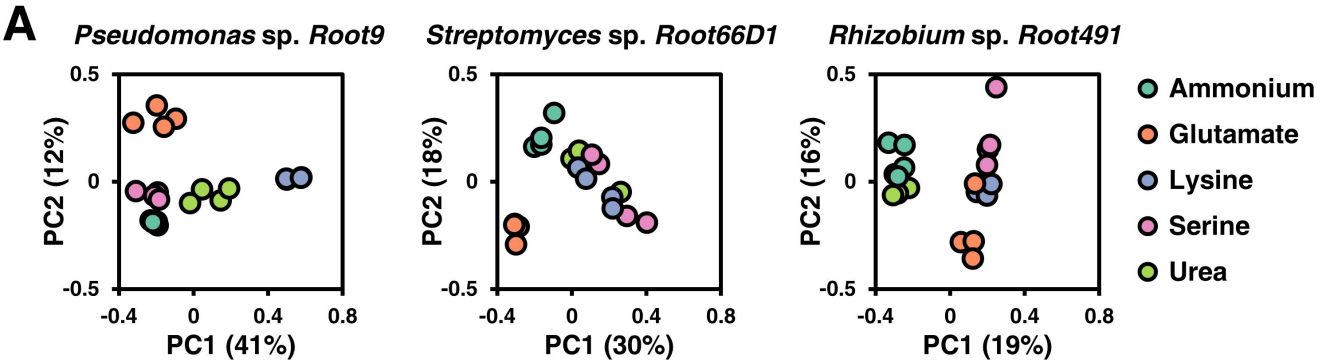 A
Pseudomonas sp. Root9
Streptomyces sp. Root66D1
Rhizobium sp. Root491
0.5
0
-0.5
PC2 (12%)
-0.4 0 0.4 0.8
PC1 (41%)
0.5
0
-0.5
PC2 (18%)
-0.4 0 0.4 0.8
PC1 (30%)
0.5
0
-0.5
PC2 (16%)
-0.4 0 0.4 0.8
PC1 (19%)
Ammonium
Glutamate
Lysine
Serine
Urea